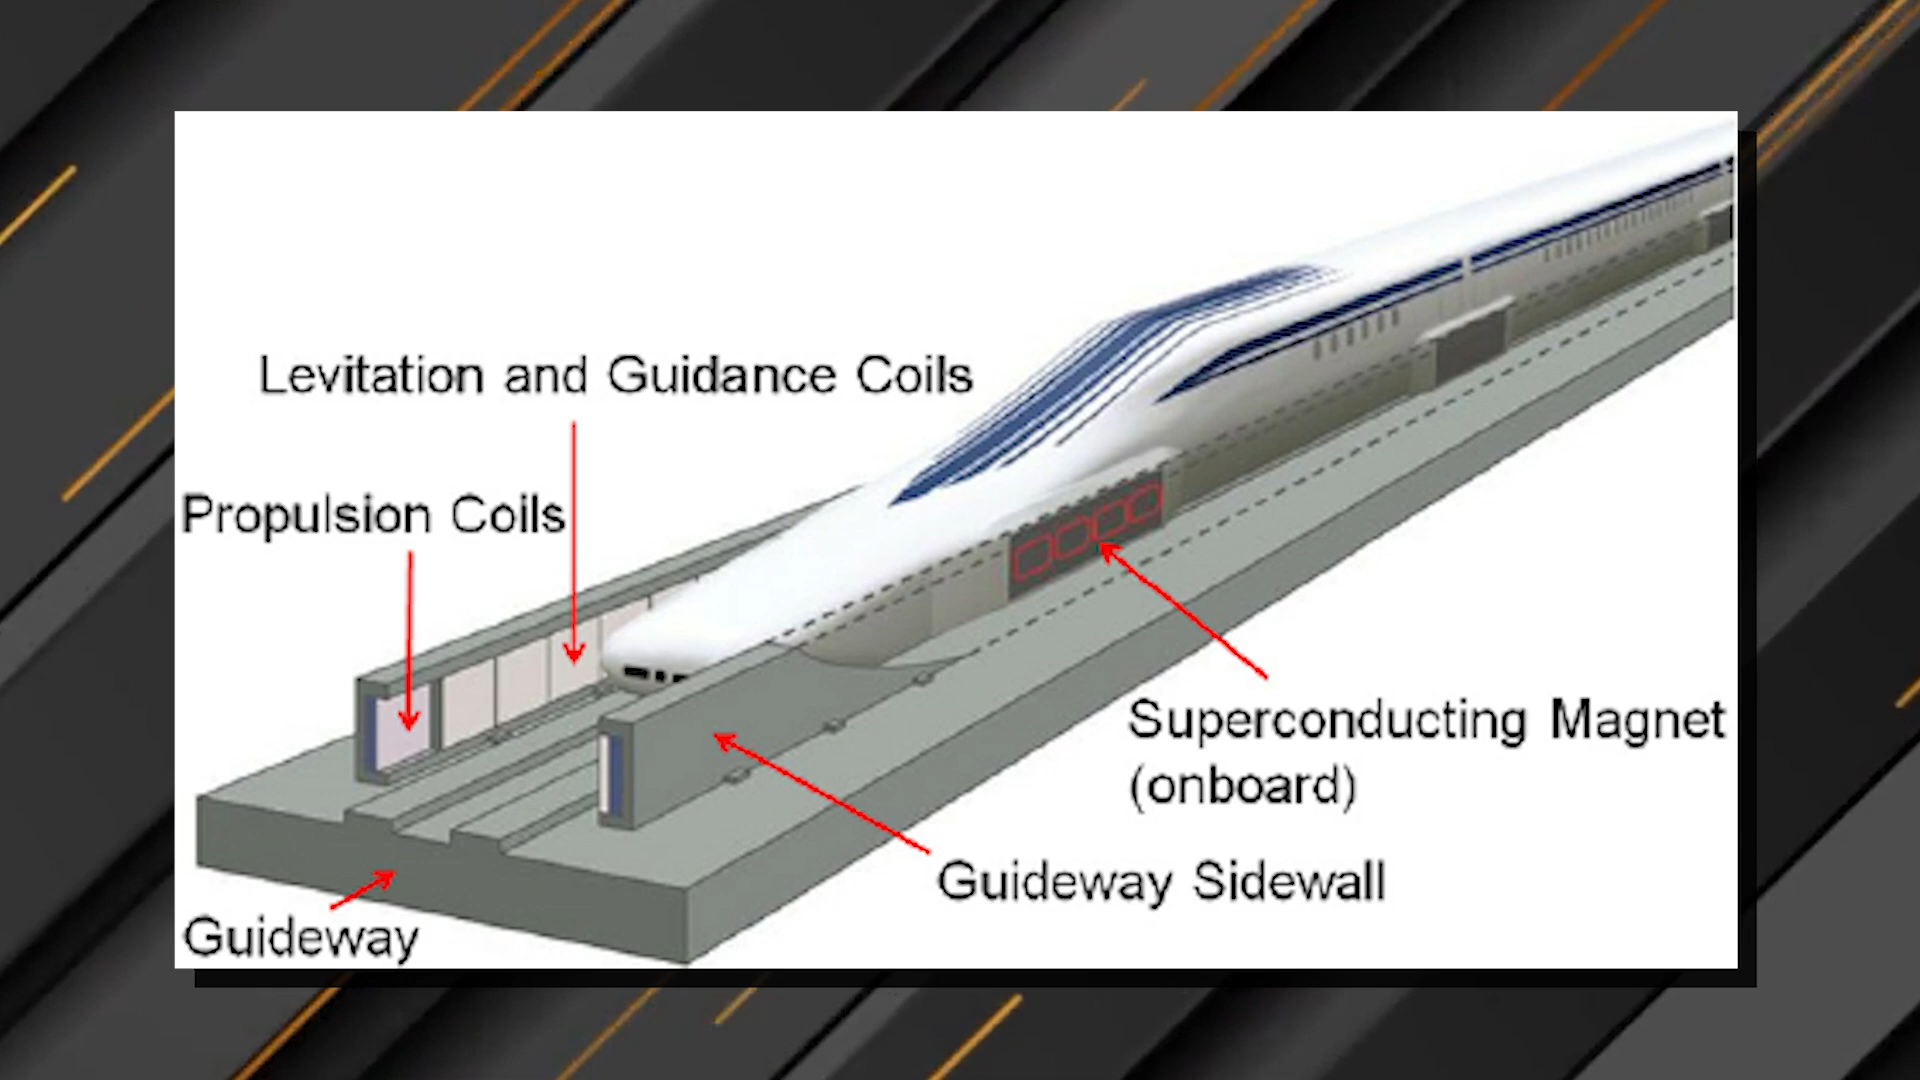 Levitation and Guidance Coils
Propulsion Coils
Superconducting Magnet
(onboard)
Guideway Sidewall
Guideway